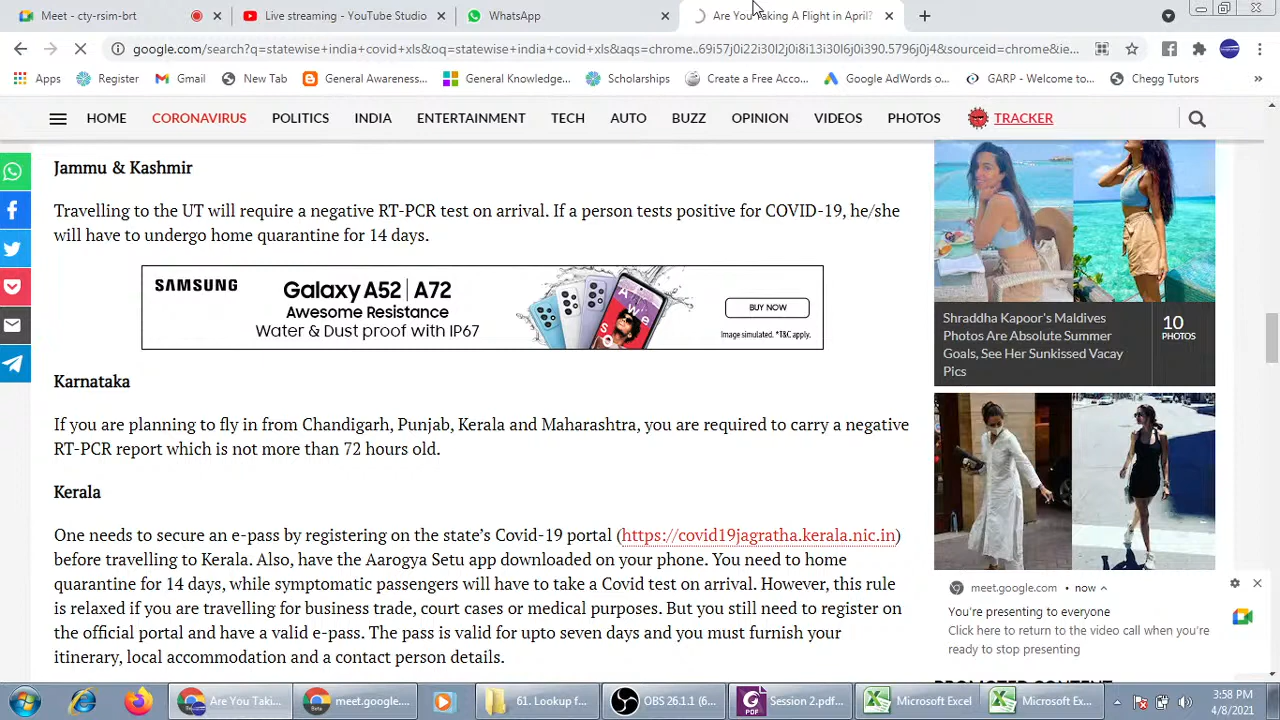 Meet - cty-rsim-brt
Live streaming - YouTube Studio
WhatsApp
Are You Taking A Flight in April?
google.com/search?q=statewise+india+covid+xls&oq=statewise+india+covid+xls&aqs=chrome..69i57j0i22i30l2j0i8i13i30l6j0i390.5796j0j4&sourceid=chrome&ie...
Apps
Register
Gmail
New Tab
General Awareness...
General Knowledge...
Scholarships
Create a Free Acco...
Google AdWords o...
GARP - Welcome to...
Chegg Tutors
»
HOME
CORONAVIRUS
POLITICS
INDIA
ENTERTAINMENT
TECH
AUTO
BUZZ
OPINION
VIDEOS
PHOTOS
TRACKER
Jammu & Kashmir
Travelling to the UT will require a negative RT-PCR test on arrival. If a person tests positive for COVID-19, he/she
will have to undergo home quarantine for 14 days.
SAMSUNG
Galaxy A52 | A72
Awesome Resistance
Water & Dust proof with IP67
BUY NOW
Image simulated. *T&C apply.
Shraddha Kapoor's Maldives
Photos Are Absolute Summer
Goals, See Her Sunkissed Vacay
Pics
10
PHOTOS
Karnataka
If you are planning to fly in from Chandigarh, Punjab, Kerala and Maharashtra, you are required to carry a negative
RT-PCR report which is not more than 72 hours old.
Kerala
One needs to secure an e-pass by registering on the state's Covid-19 portal (https://covid19jagratha.kerala.nic.in)
before travelling to Kerala. Also, have the Aarogya Setu app downloaded on your phone. You need to home
quarantine for 14 days, while symptomatic passengers will have to take a Covid test on arrival. However, this rule
is relaxed if you are travelling for business trade, court cases or medical purposes. But you still need to register on
the official portal and have a valid e-pass. The pass is valid for upto seven days and you must furnish your
itinerary, local accommodation and a contact person details.
meet.google.com • now
You're presenting to everyone
Click here to return to the video call when you're
ready to stop presenting
PROMOTED CONTENT
Are You Taki...
meet.google....
61. Lookup f...
OBS 26.1.1 (6...
Session 2.pdf...
Microsoft Excel
Microsoft Ex...
3:58 PM
4/8/2021